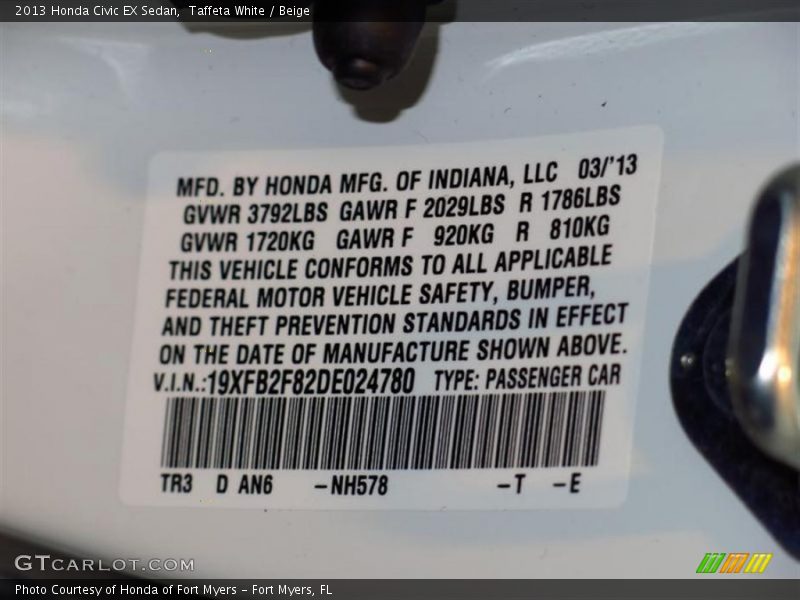 2013 Honda Civic EX Sedan,  Taffeta White / Beige
MFD. BY HONDA MFG. OF INDIANA, LLC 03/'13
GVWR 3792LBS GAWR F 2029LBS R 1786LBS
GVWR 1720KG GAWR F 920KG R 810KG
THIS VEHICLE CONFORMS TO ALL APPLICABLE
FEDERAL MOTOR VEHICLE SAFETY, BUMPER,
AND THEFT PREVENTION STANDARDS IN EFFECT
ON THE DATE OF MANUFACTURE SHOWN ABOVE.
V.I.N.:19XFB2F82DE024780 TYPE: PASSENGER CAR
TR3 D AN6 -NH578 -T -E
GTCARLOT.COM
Photo Courtesy of Honda of Fort Myers - Fort Myers, FL